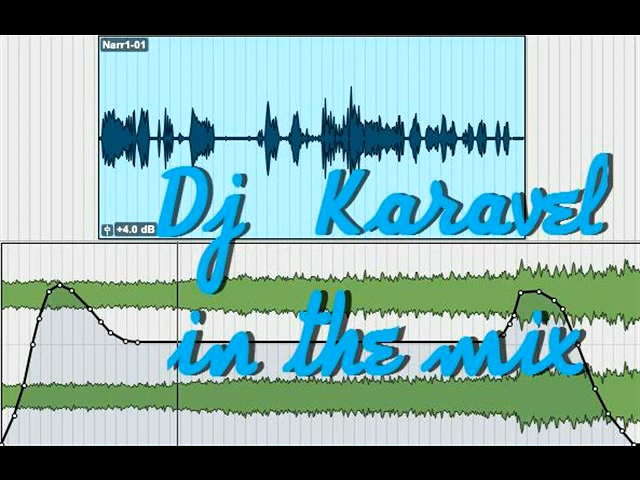 Narr1-01
+4.0 dB
Dj Karavel
in the mix